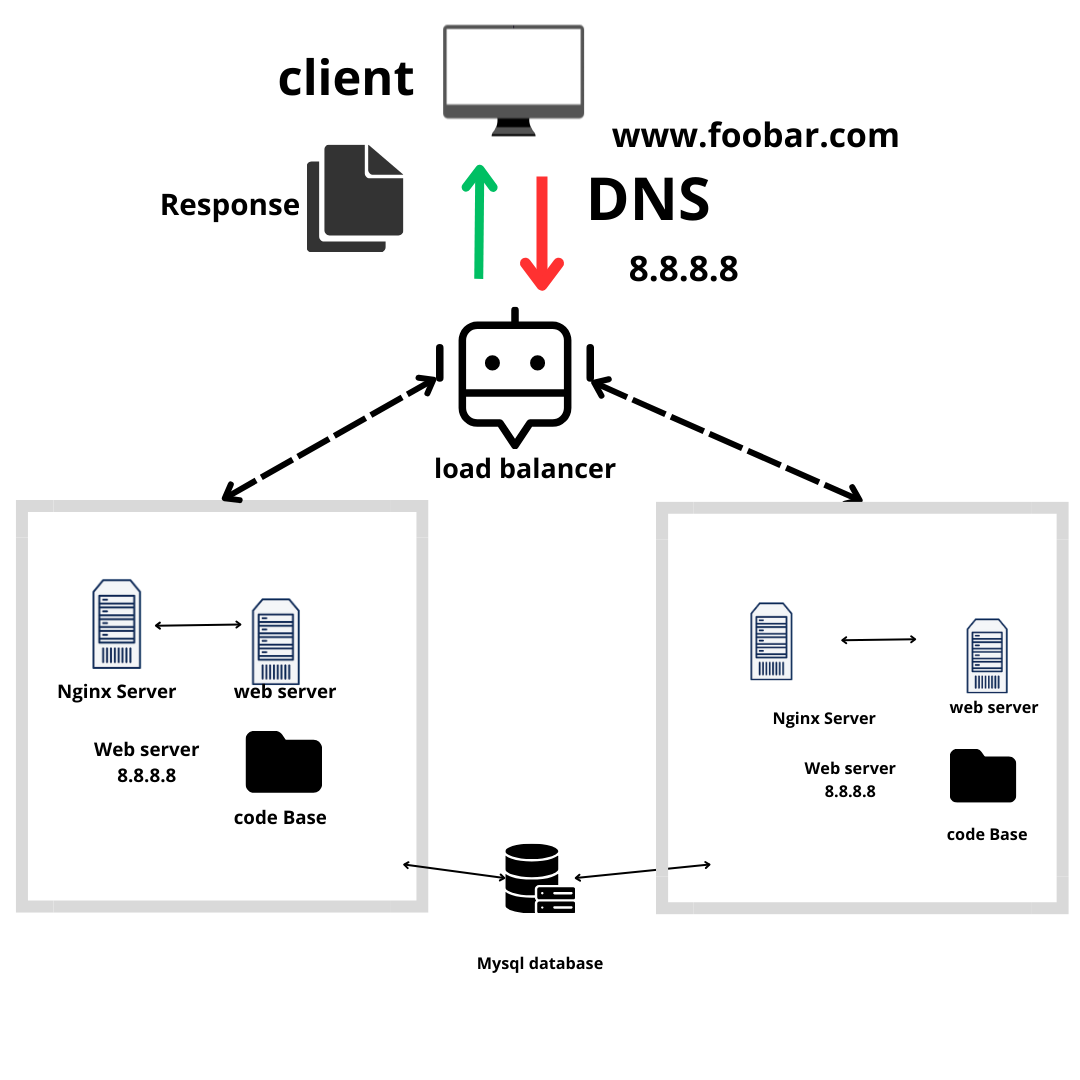 client
www.foobar.com
DNS
Response
8.8.8.8
load balancer
Nginx Server
web server
Web server
8.8.8.8
code Base
Nginx Server
web server
Web server
8.8.8.8
code Base
Mysql database